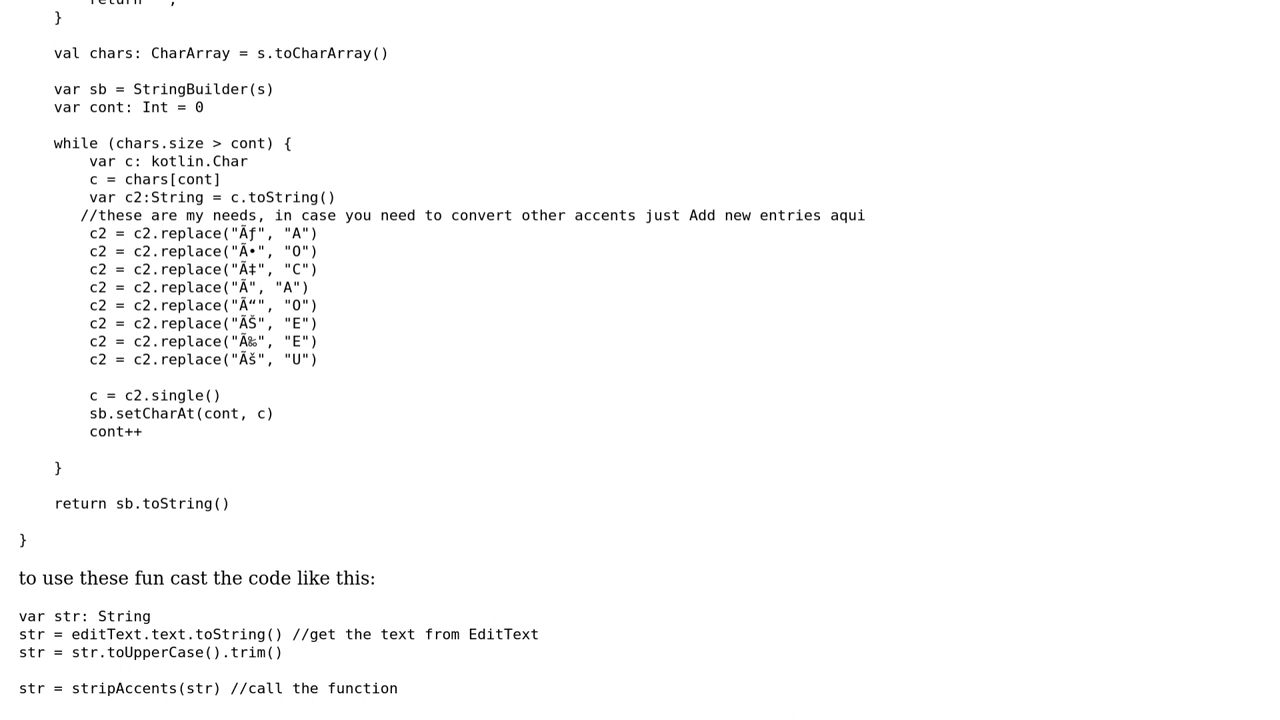 return
}
val chars: CharArray = s.toCharArray()
var sb = StringBuilder(s)
var cont: Int = 0
while (chars.size > cont) {
var c: kotlin.Char
c = chars[cont]
var c2:String = c.toString()
//these are my needs, in case you need to convert other accents just Add new entries aqui
c2 = c2.replace("Ãƒ", "A")
c2 = c2.replace("Ã•", "O")
c2 = c2.replace("Ã‡", "C")
c2 = c2.replace("Ã", "A")
c2 = c2.replace("Ã“", "O")
c2 = c2.replace("ÃŠ", "E")
c2 = c2.replace("Ã‰", "E")
c2 = c2.replace("Ãš", "U")
c = c2.single()
sb.setCharAt(cont, c)
cont++
}
return sb.toString()
}
to use these fun cast the code like this:
var str: String
str = editText.text.toString() //get the text from EditText
str = str.toUpperCase().trim()
str = stripAccents(str) //call the function